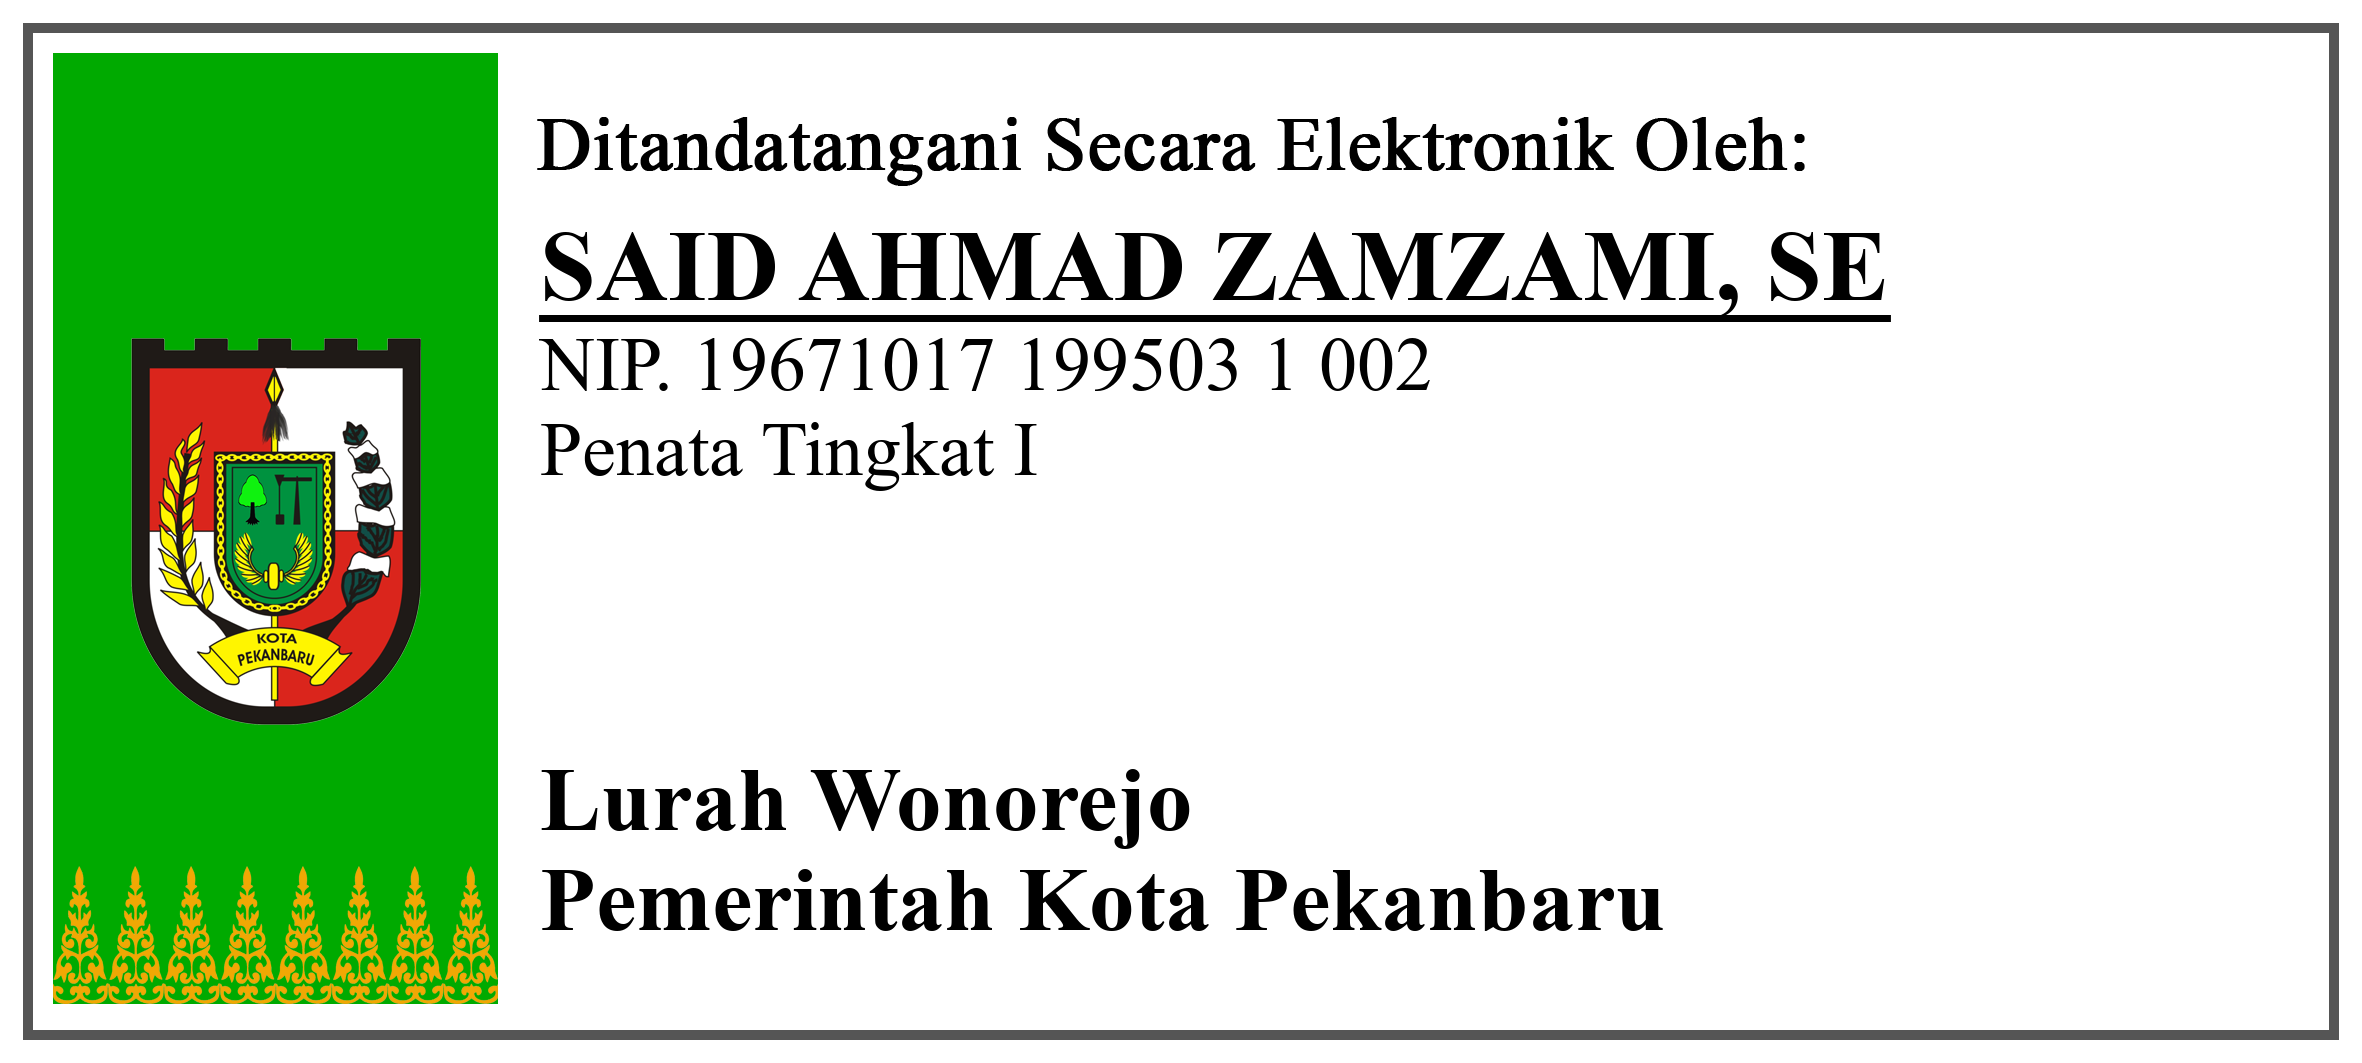 Ditandatangani Secara Elektronik Oleh:
SAID AHMAD ZAMZAMI, SE
NIP. 19671017 199503 1 002
Penata Tingkat I
KOTA
PEKANBARU
Lurah Wonorejo
Pemerintah Kota Pekanbaru